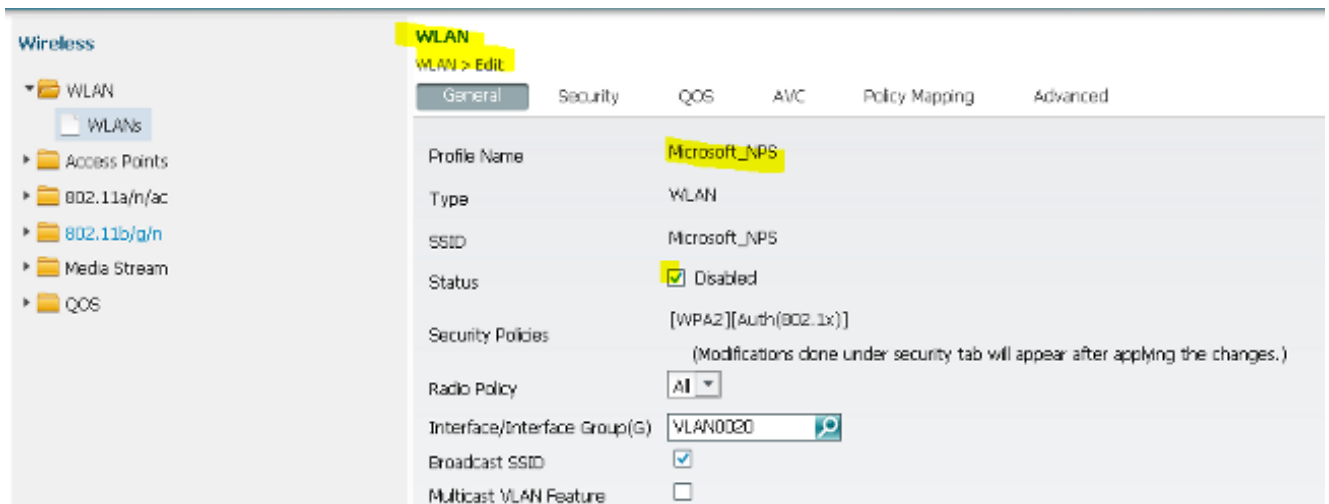 Wireless
WLAN
WLANs
Access Points
802.11a/n/ac
802.11b/g/n
Media Stream
QOS
WLAN
WLAN > Edit
General Security QOS AVC Policy Mapping Advanced
Profile Name Microsoft_NPS
Type WLAN
SSID Microsoft_NPS
Status Disabled
Security Policies [WPA2][Auth(802.1x)]
(Modifications done under security tab will appear after applying the changes.)
Radio Policy All
Interface/Interface Group(G) VLAN0020
Broadcast SSID
Multicast VLAN Feature